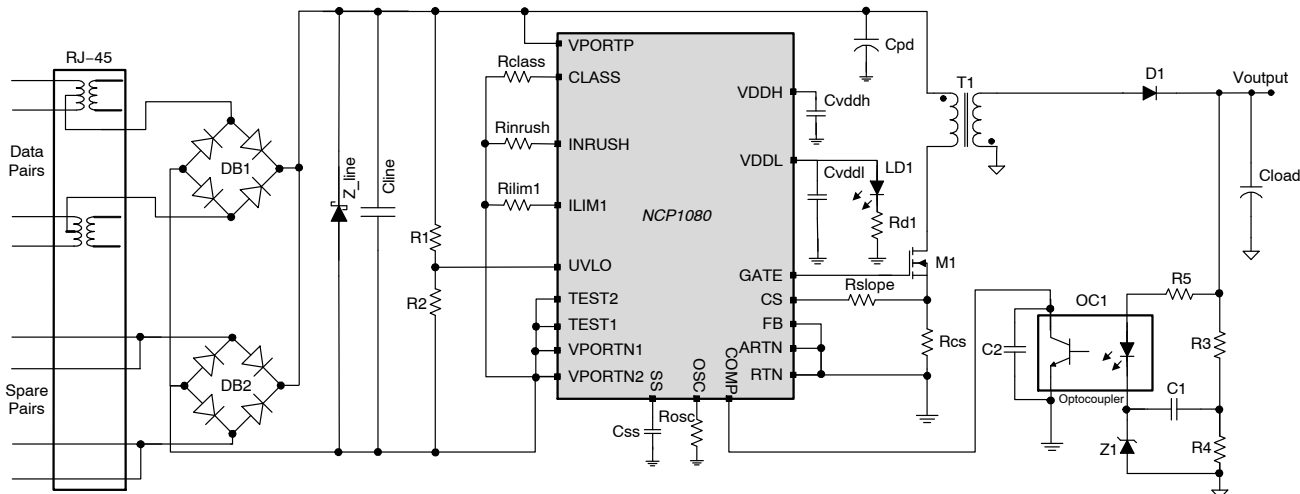 RJ-45
Data
Pairs
Spare
Pairs
DB1
DB2
Z_line
Cline
R1
R2
Rclass
Rinrush
Rilim1
VPORTP
CLASS
INRUSH
ILIM1
NCP1080
UVLO
TEST2
TEST1
VPORTN1
VPORTN2
SS
OSC
COMP
VDDH
VDDL
GATE
CS
FB
ARTN
RTN
Css
Rosc
Cpd
Cvddh
Cvddl
LD1
Rd1
T1
M1
Rslope
Rcs
D1
Voutput
Cload
OC1
R5
C2
Optocoupler
R3
C1
Z1
R4